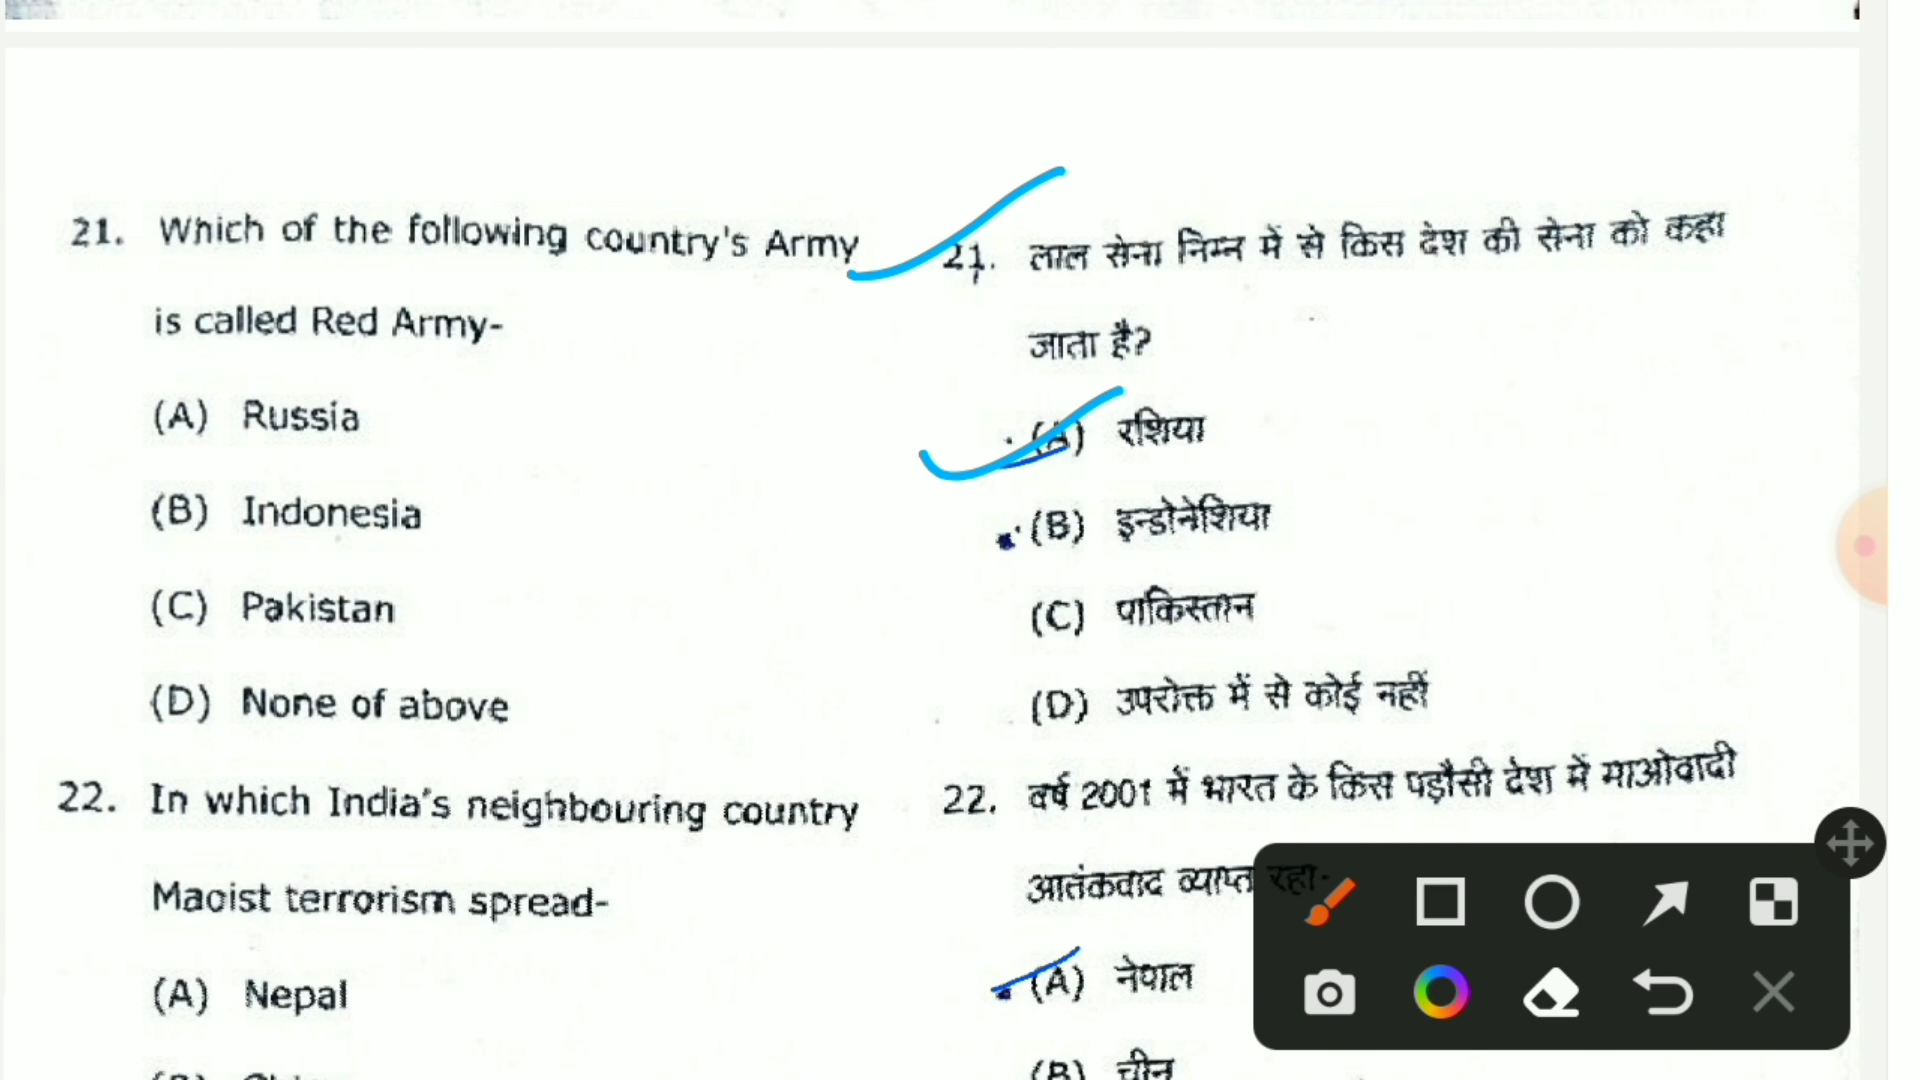 21. Which of the following country's Army
is called Red Army-
(A) Russia
(B) Indonesia
(C) Pakistan
(D) None of above
22. In which India's neighbouring country
Maoist terrorism spread-
(A) Nepal
21. लाल सेना निम्न में से किस देश की सेना को कहा
जाता है?
(A) रशिया
(B) इन्डोनेशिया
(C) पाकिस्तान
(D) उपरोक्त में से कोई नहीं
22. वर्ष 2001 में भारत के किस पड़ौसी देश में माओवादी
आतंकवाद व्याप्त रहा-
(A) नेपाल
(B) चीन